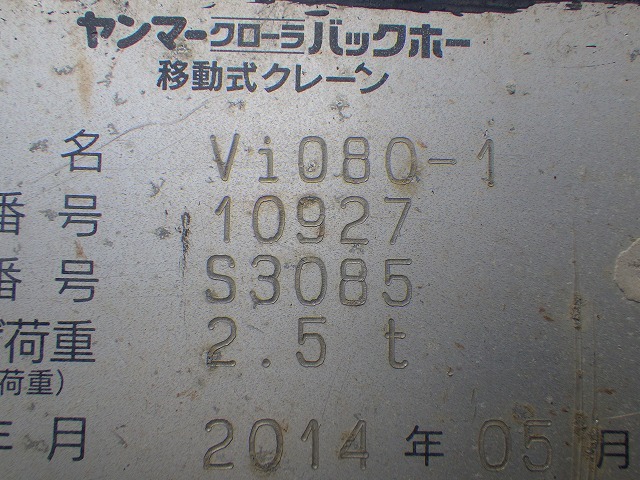 ヤンマークローラバックホー
移動式クレーン
名 Vi080-1
番号 10927
番号 S3085
荷重 2.5 t
荷重)
年月 2014年05月